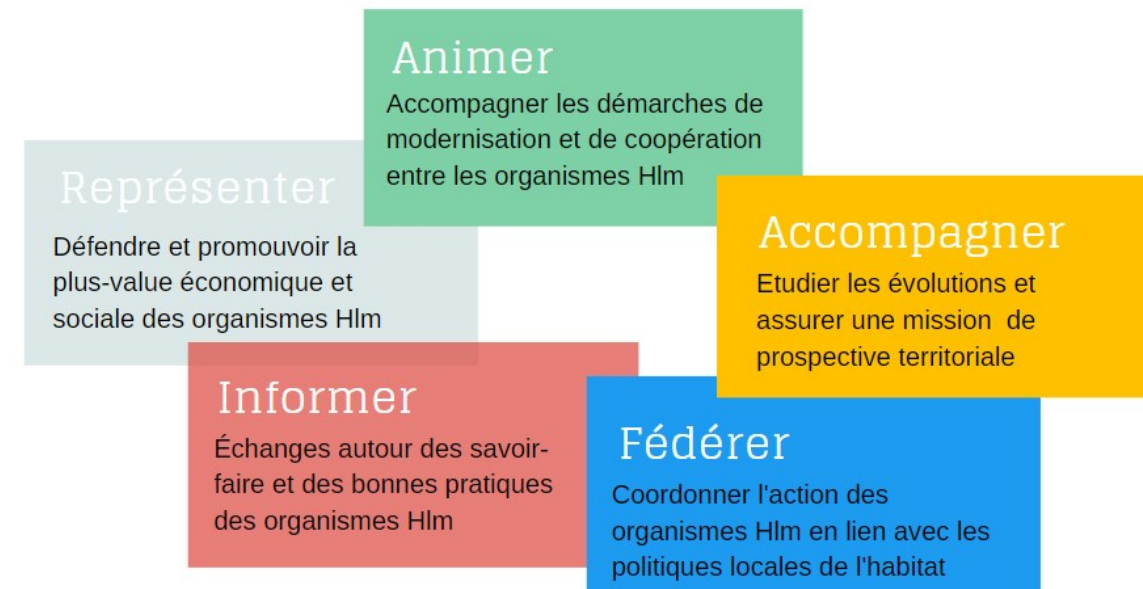 Animer
Accompagner les démarches de
modernisation et de coopération
entre les organismes Hlm
Représenter
Défendre et promouvoir la
plus-value économique et
sociale des organismes Hlm
Accompagner
Etudier les évolutions et
assurer une mission  de
prospective territoriale
Informer
Échanges autour des savoir-
faire et des bonnes pratiques
des organismes Hlm
Fédérer
Coordonner l'action des
organismes Hlm en lien avec les
politiques locales de l'habitat